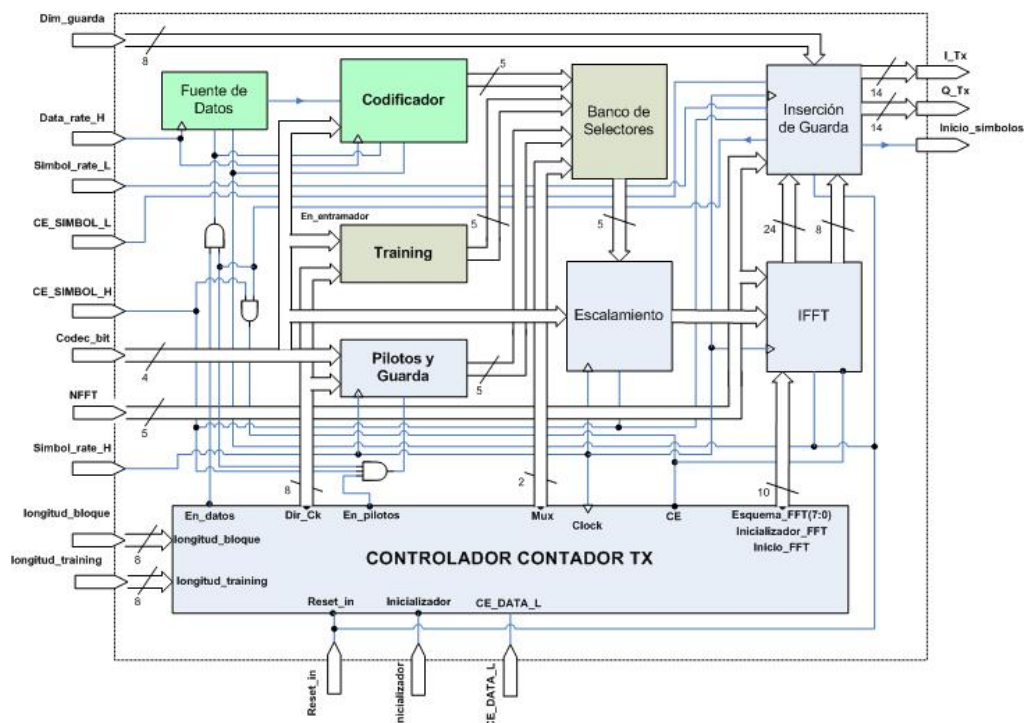 Dim_guarda
8
Data_rate_H
Simbol_rate_L
CE_SIMBOL_L
CE_SIMBOL_H
Codec_bit
4
NFFT
5
Simbol_rate_H
longitud_bloque
8
longitud_training
8
Fuente de
Datos
Codificador
5
En_entramador
Training
5
Pilotos y
Guarda
5
Banco de
Selectores
5
Escalamiento
Inserción
de Guarda
24
8
IFFT
14
I_Tx
14
Q_Tx
Inicio_simbolos
8
2
10
En_datos
Dir_Ck
En_pilotos
Mux
Clock
CE
Esquema_FFT(7:0)
Inicializador_FFT
Inicio_FFT
longitud_bloque
longitud_training
CONTROLADOR CONTADOR TX
Reset_in
Inicializador
CE_DATA_L
Reset_in
Inicializador
CE_DATA_L